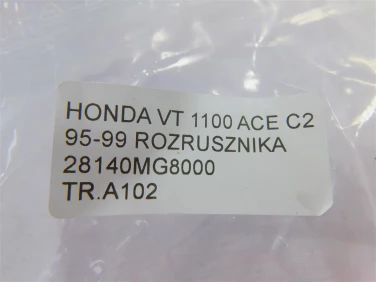 HONDA VT 1100 ACE C2
95-99 ROZRUSZNIKA
28140MG8000
TR.A102